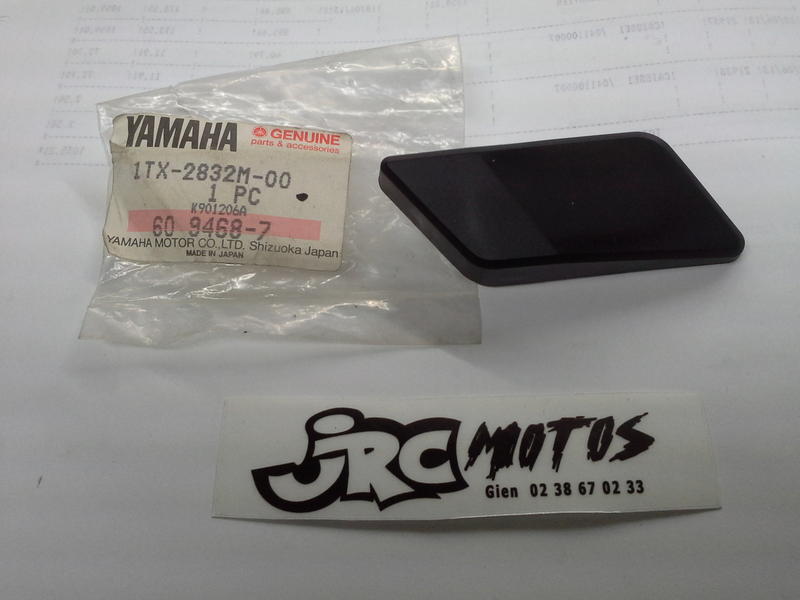 YAMAHA
GENUINE
parts & accessories
1TX-2832M-00
1 PC
K901206A
60 9468-7
YAMAHA MOTOR CO., LTD. Shizuoka Japan
MADE IN JAPAN
JRC MOTOS
Gien 02 38 67 02 33